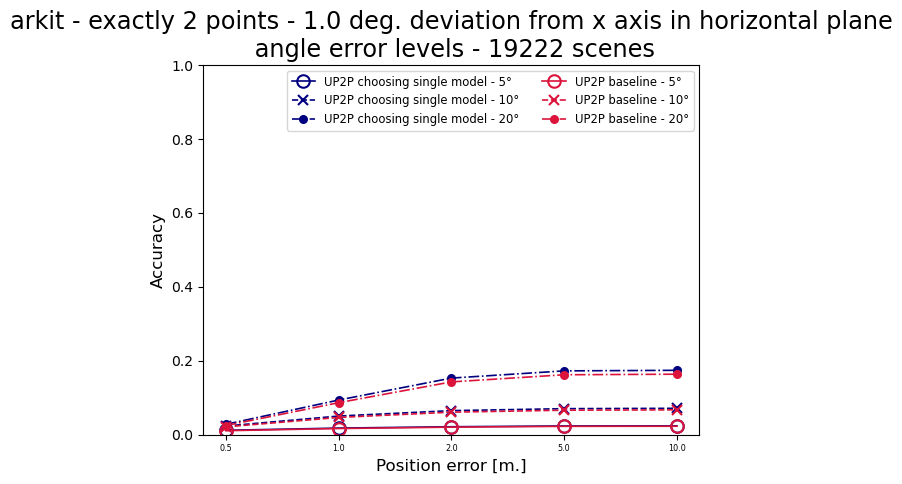 arkit - exactly 2 points - 1.0 deg. deviation from x axis in horizontal plane
angle error levels - 19222 scenes
UP2P choosing single model - 5°
UP2P choosing single model - 10°
UP2P choosing single model - 20°
UP2P baseline - 5°
UP2P baseline - 10°
UP2P baseline - 20°
Accuracy
1.0
0.8
0.6
0.4
0.2
0.0
0.5 1.0 2.0 5.0 10.0
Position error [m.]